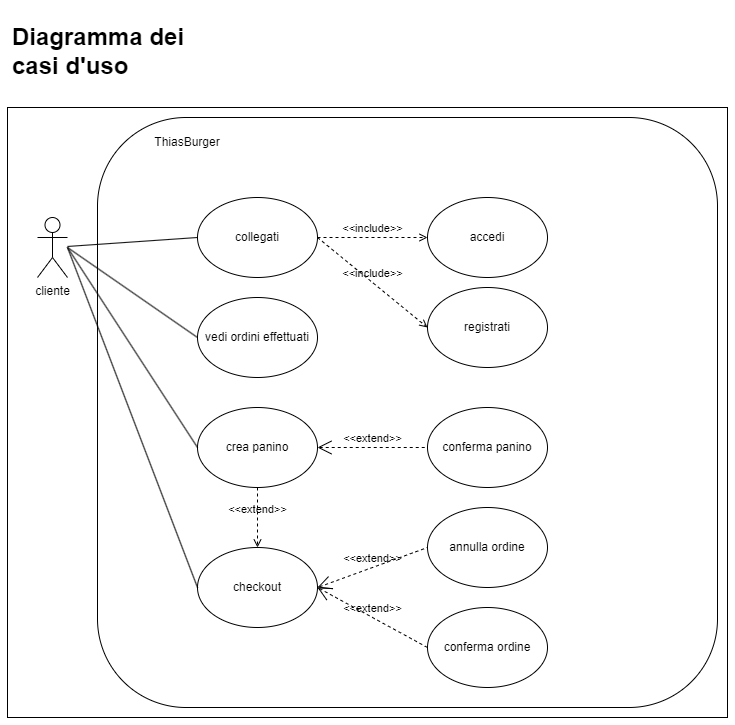 Diagramma dei
casi d'uso
ThiasBurger
cliente
collegati
<<include>>
accedi
<<include>>
registrati
vedi ordini effettuati
crea panino
<<extend>>
conferma panino
<<extend>>
checkout
<<extend>>
annulla ordine
<<extend>>
conferma ordine